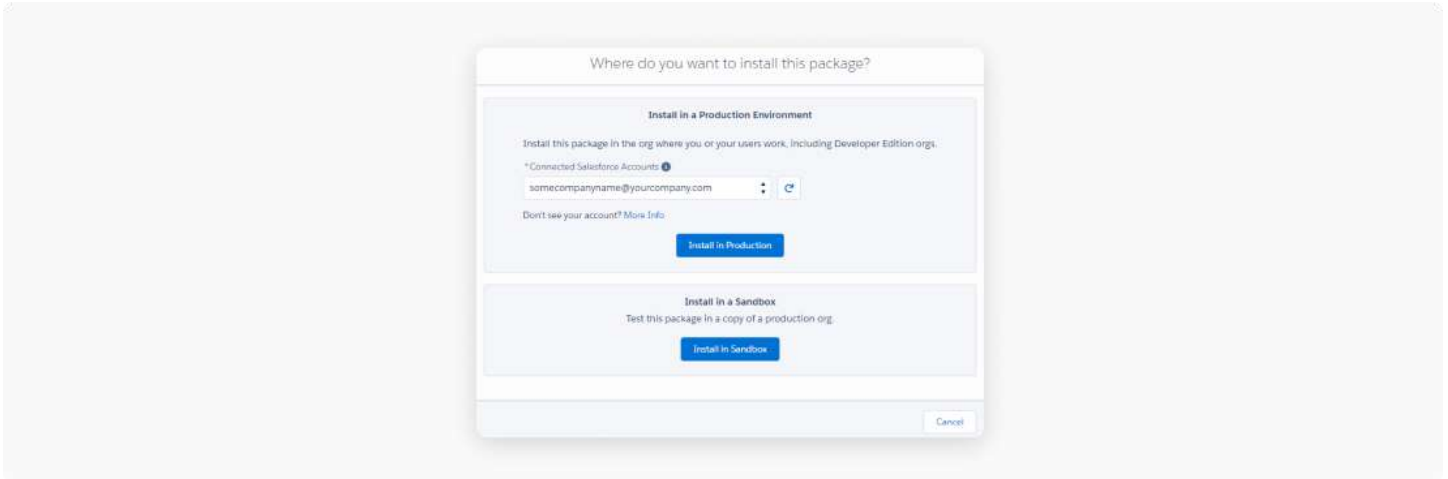 Where do you want to install this package?
Install in a Production Environment
Install this package in the org where you or your users work, including Developer Edition orgs.
*Connected Salesforce Accounts
somecompanyname@yourcompany.com
Don't see your account? More Info
Install in Production
Install in a Sandbox
Test this package in a copy of a production org.
Install in Sandbox
Cancel